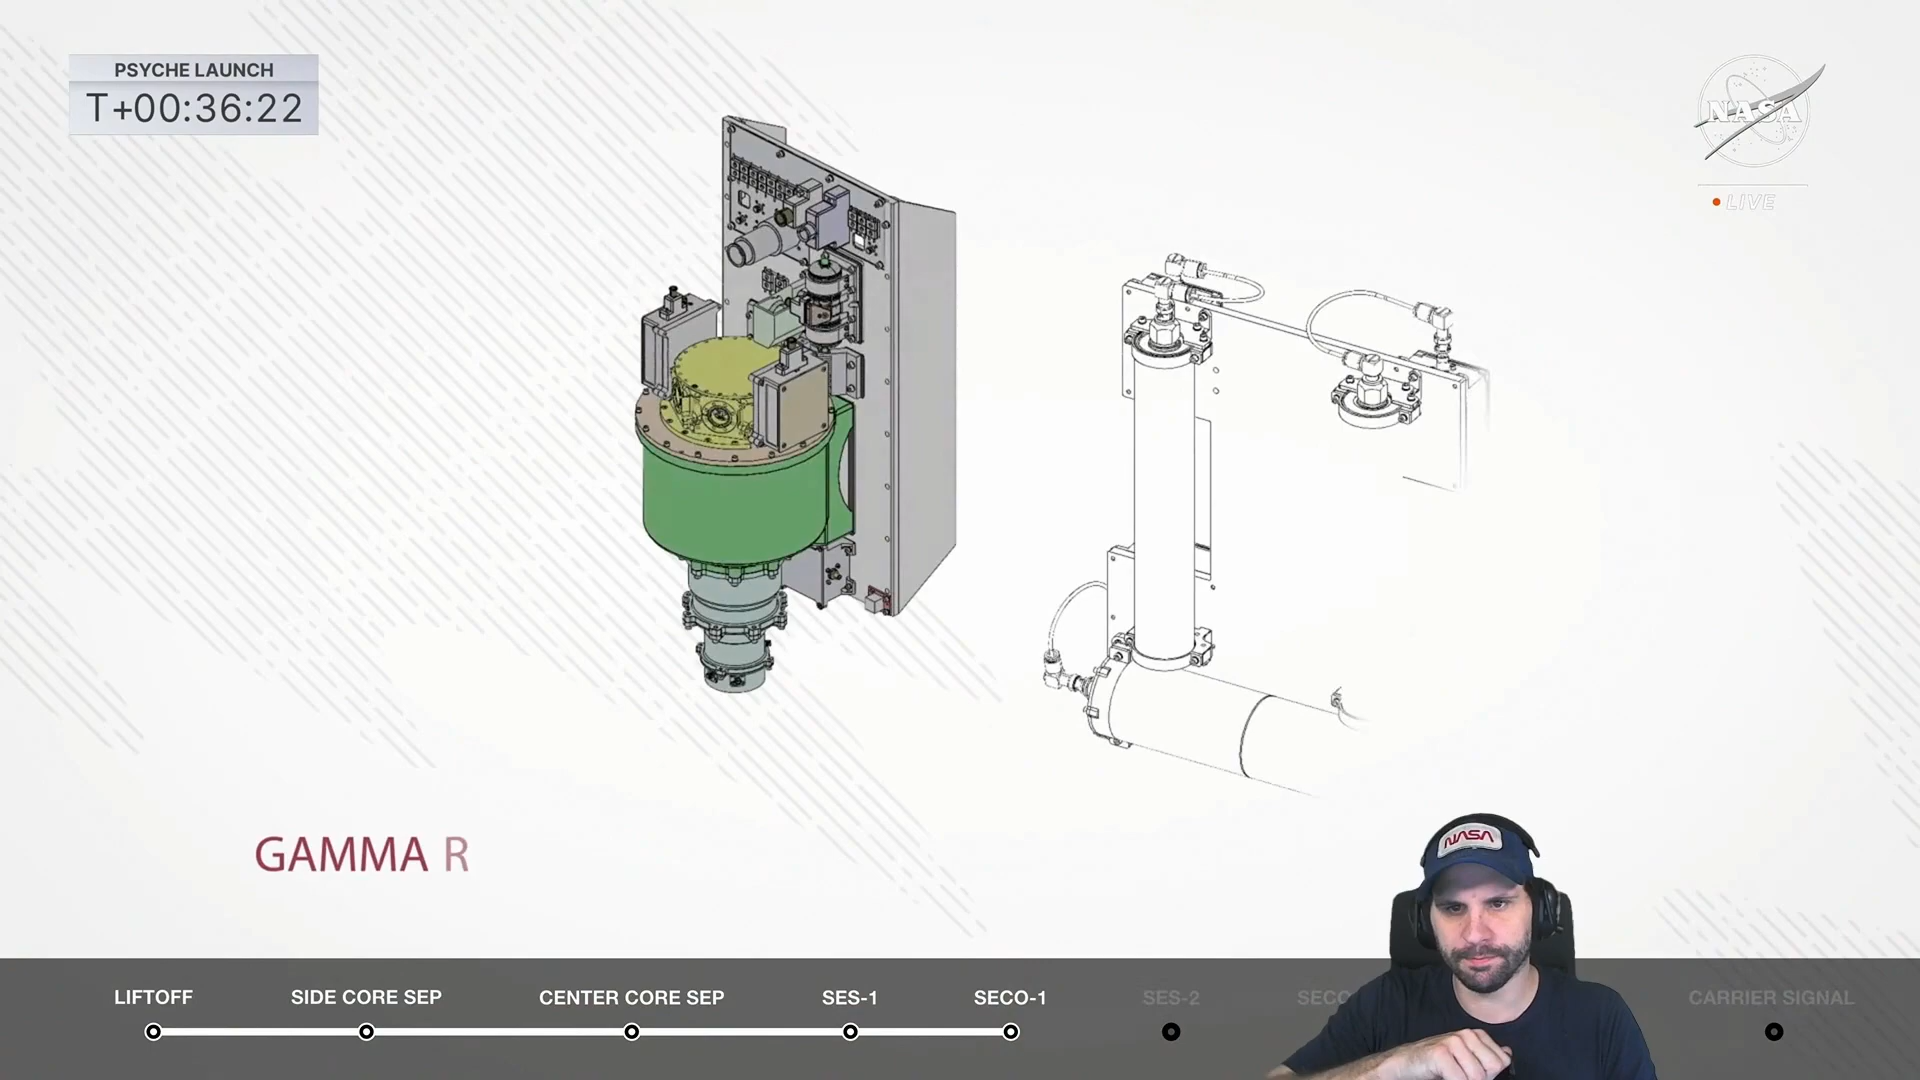 PSYCHE LAUNCH
T+00:36:22
NASA
LIVE
GAMMA R
NASA
LIFTOFF
SIDE CORE SEP
CENTER CORE SEP
SES-1
SECO-1
SES-2
SECO
CARRIER SIGNAL